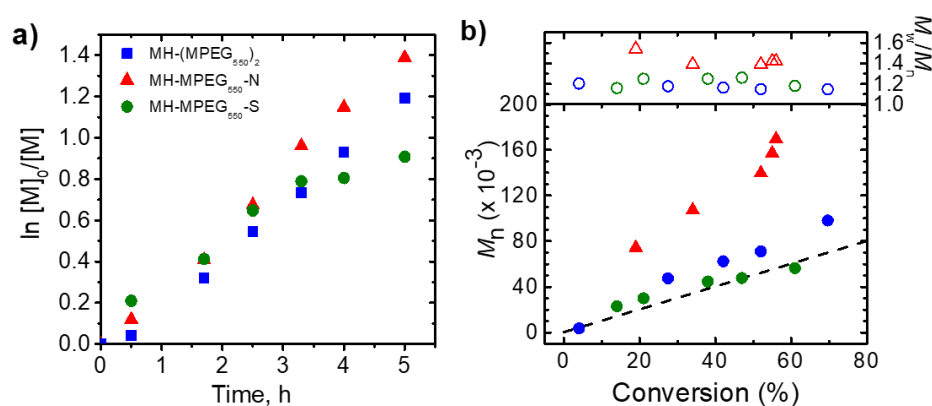 a)
ln [M]₀/[M]
1.4
1.2
1.0
0.8
0.6
0.4
0.2
0.0
MH-(MPEG₅₅₀)₂
MH-MPEG₅₅₀-N
MH-MPEG₅₅₀-S
0 1 2 3 4 5
Time, h
b)
1.6
1.4
1.2
1.0
Mw/Mn
200
160
120
80
40
0
Mn (x 10⁻³)
0 20 40 60 80
Conversion (%)